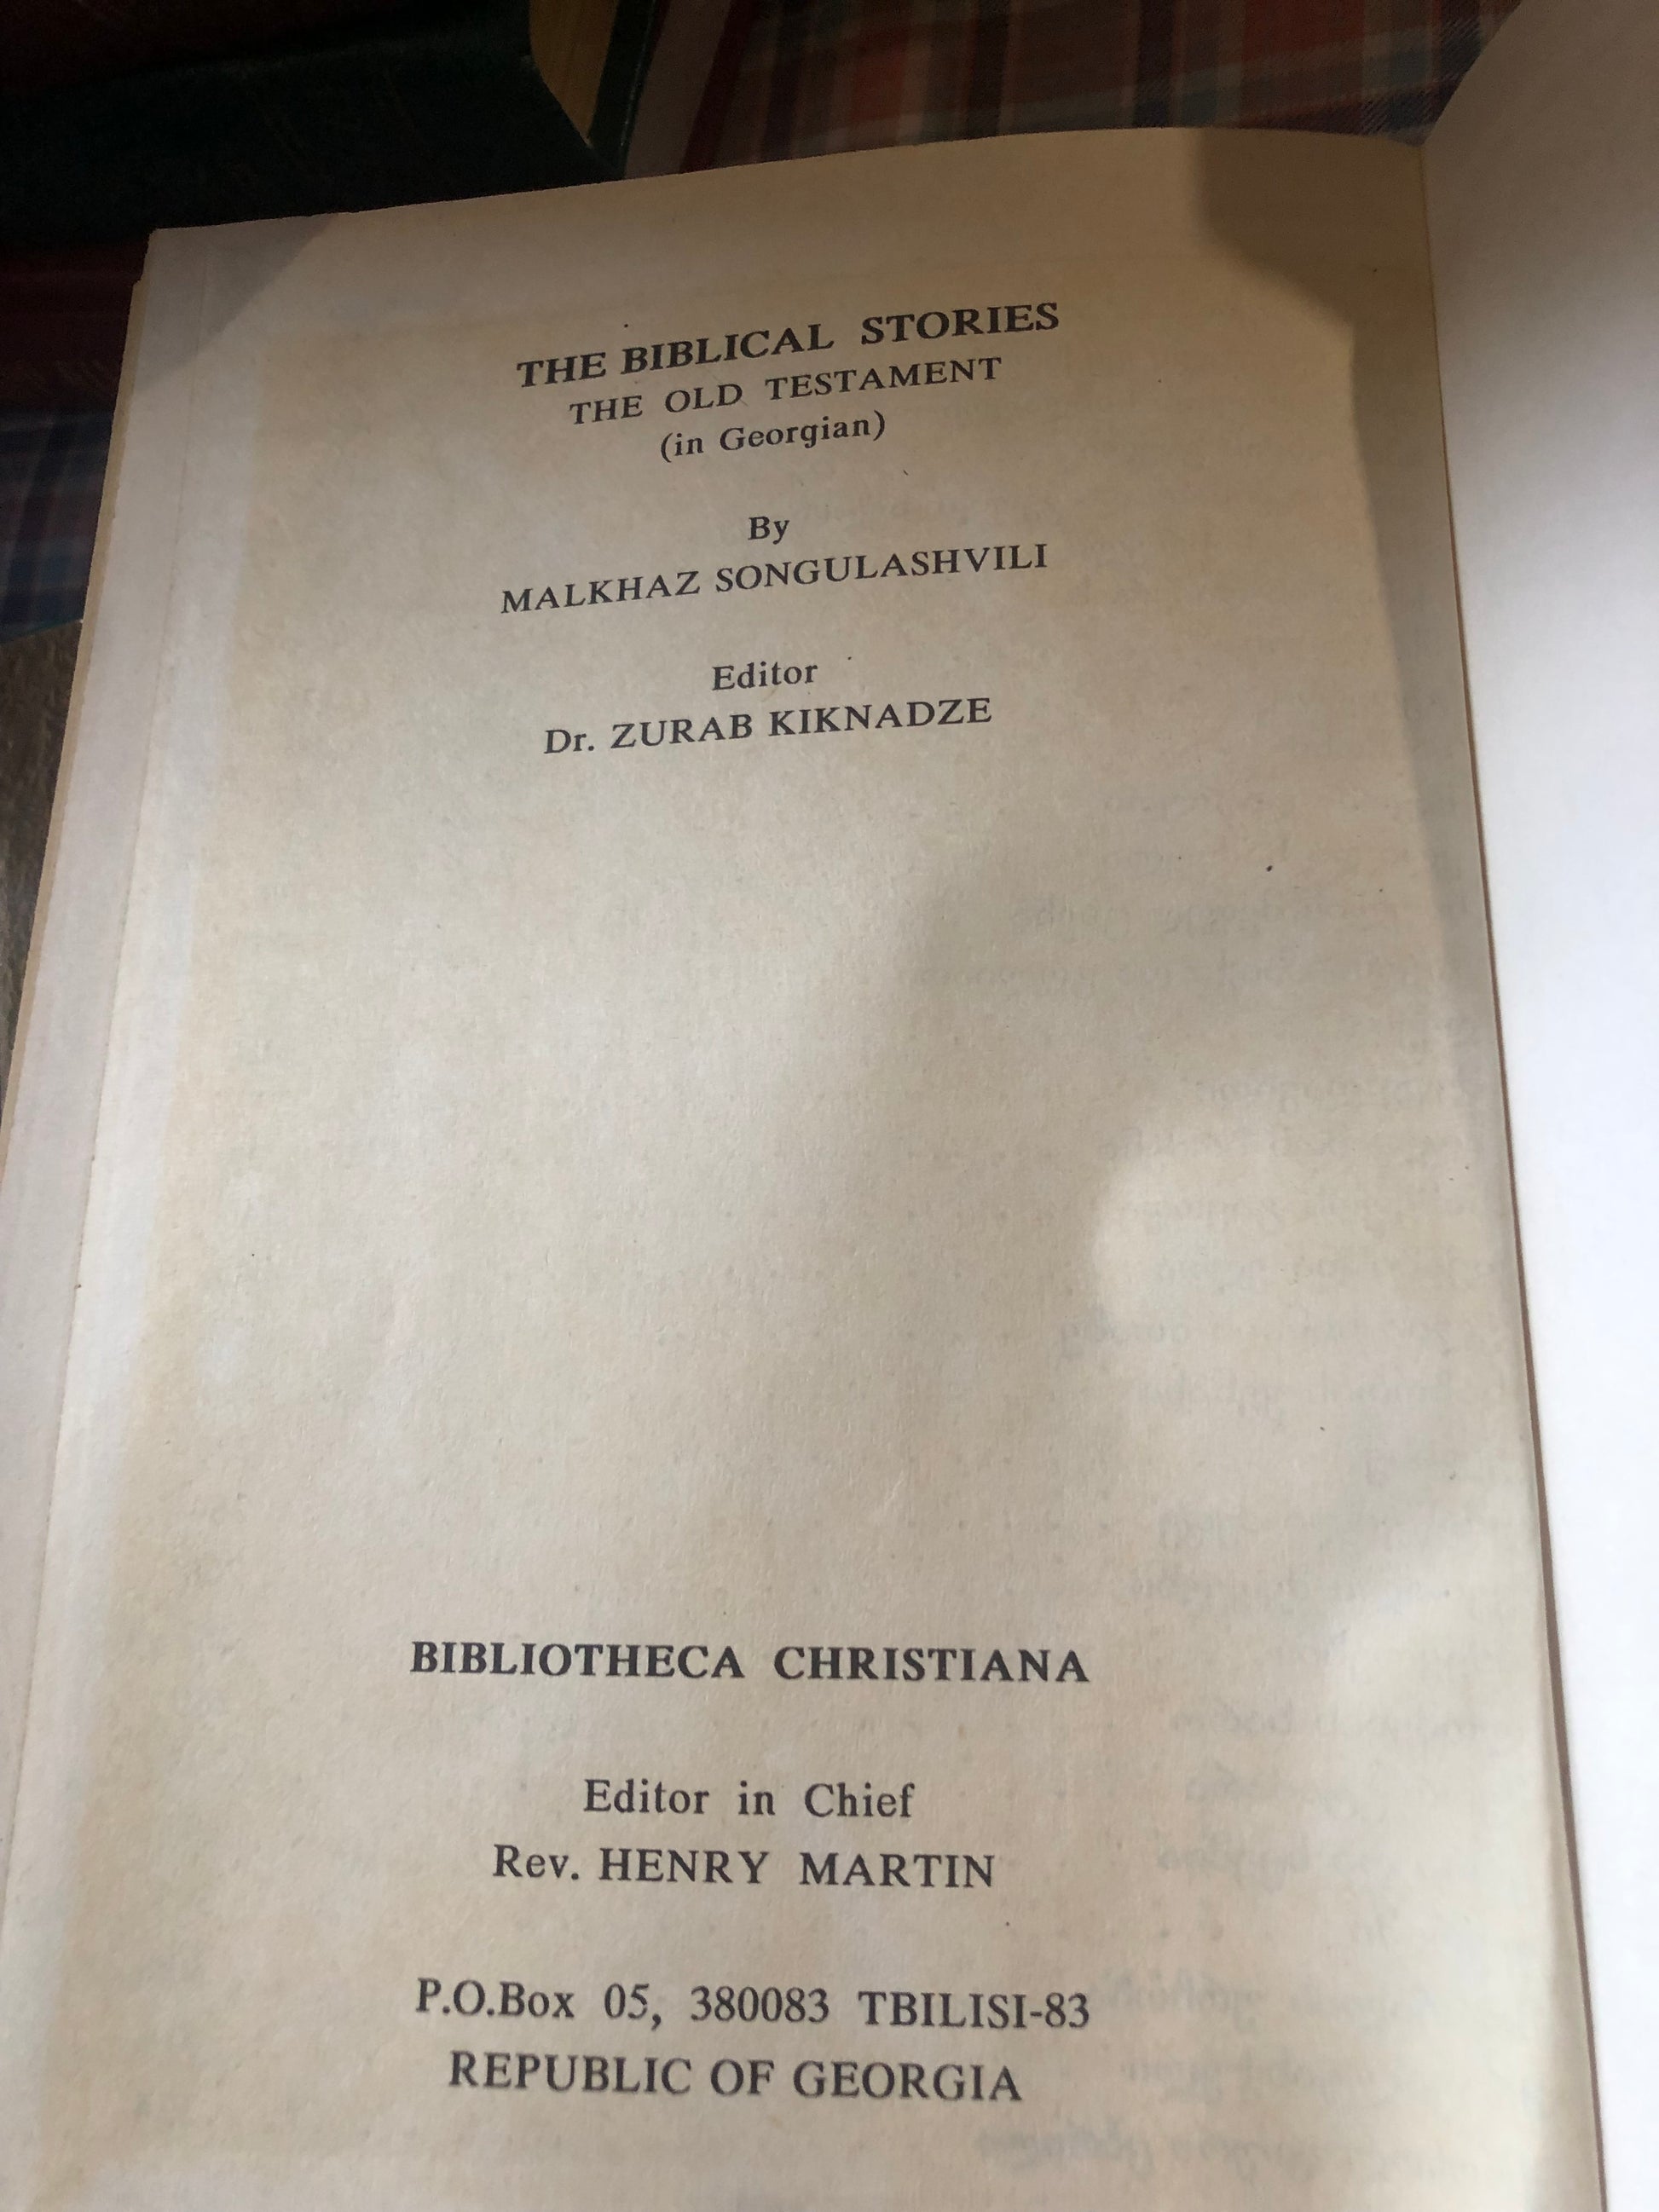 THE BIBLICAL STORIES
THE OLD TESTAMENT
(in Georgian)
By
MALKHAZ SONGULASHVILI
Editor
Dr. ZURAB KIKNADZE
BIBLIOTHECA CHRISTIANA
Editor in Chief
Rev. HENRY MARTIN
P.O.Box 05, 380083 TBILISI-83
REPUBLIC OF GEORGIA